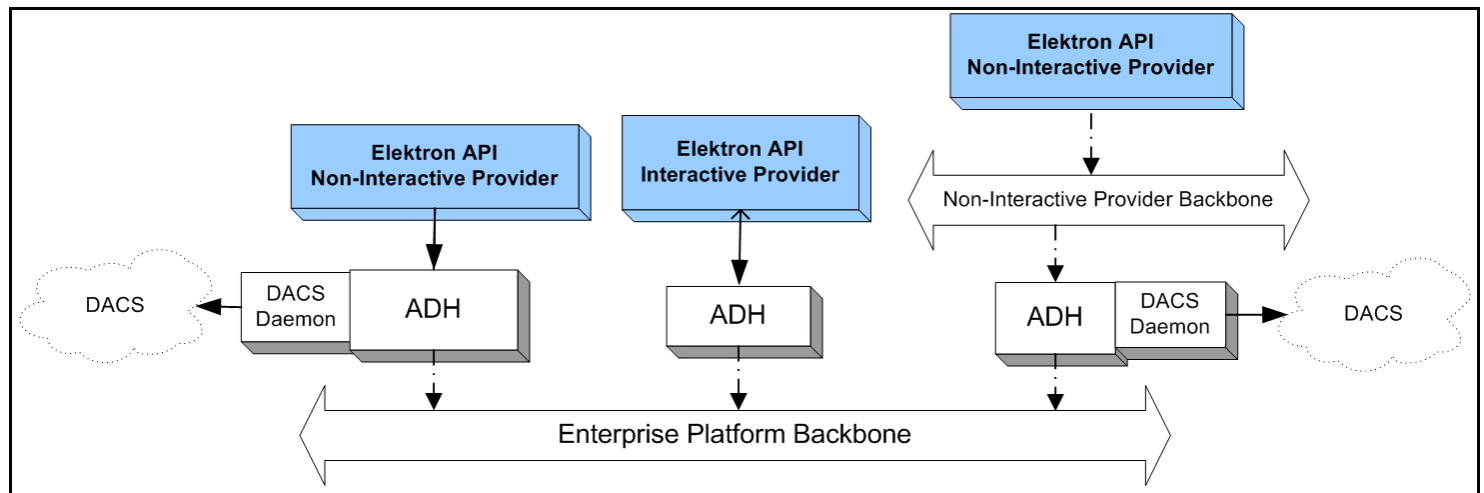 Elektron API
Non-Interactive Provider
Elektron API
Non-Interactive Provider
Elektron API
Interactive Provider
Non-Interactive Provider Backbone
DACS
DACS
Daemon
ADH
ADH
ADH
DACS
Daemon
DACS
Enterprise Platform Backbone